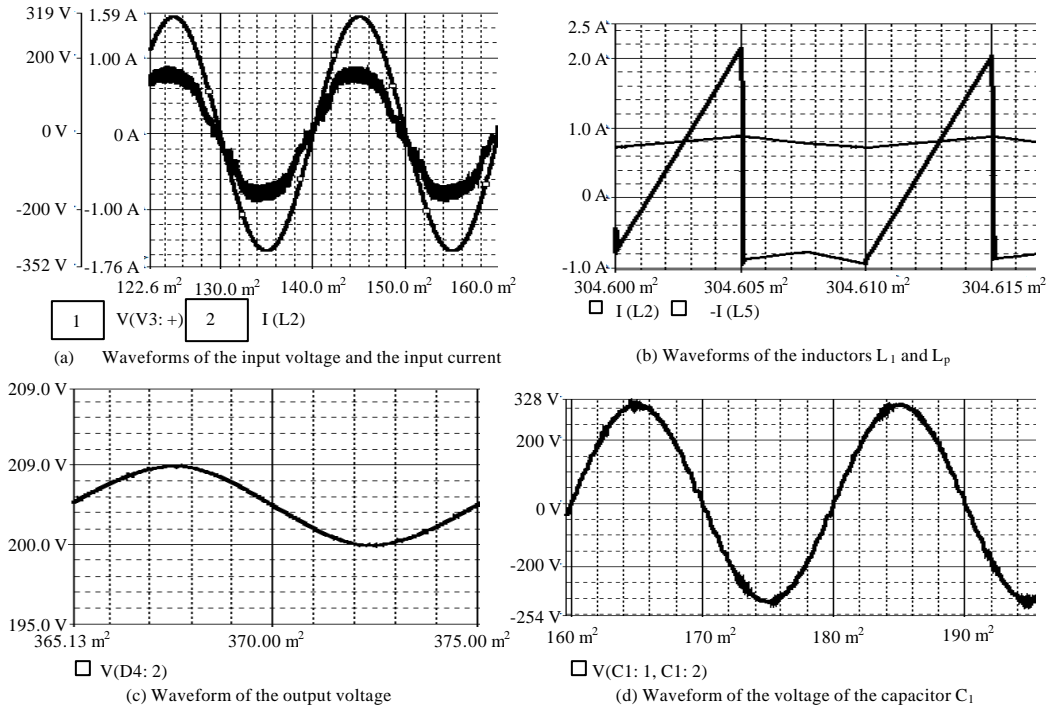 319 V 1.59 A
200 V 1.00 A
0 V 0 A
-200 V -1.00 A
-352 V -1.76 A
122.6 m² 130.0 m² 140.0 m² 150.0 m² 160.0 m²
1 V(V3: +) 2 I (L2)
(a) Waveforms of the input voltage and the input current
2.5 A
2.0 A
1.0 A
0 A
-1.0 A
304.600 m² 304.605 m² 304.610 m² 304.615 m²
I (L2) -I (L5)
(b) Waveforms of the inductors L₁ and Lₚ
209.0 V
209.0 V
200.0 V
195.0 V
365.13 m² 370.00 m² 375.00 m²
V(D4: 2)
(c) Waveform of the output voltage
328 V
200 V
0 V
-200 V
-254 V
160 m² 170 m² 180 m² 190 m²
V(C1: 1, C1: 2)
(d) Waveform of the voltage of the capacitor C₁